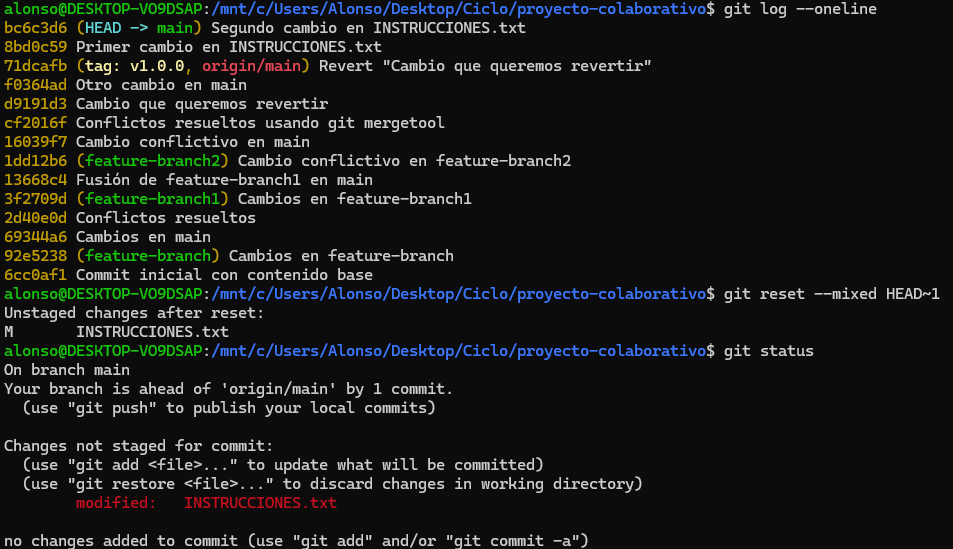 alonso@DESKTOP-VO9DSAP:/mnt/c/Users/Alonso/Desktop/Ciclo/proyecto-colaborativo$ git log --oneline
bc6c3d6 (HEAD -> main) Segundo cambio en INSTRUCCIONES.txt
8bd0c59 Primer cambio en INSTRUCCIONES.txt
71dcafb (tag: v1.0.0, origin/main) Revert "Cambio que queremos revertir"
f0364ad Otro cambio en main
d9191d3 Cambio que queremos revertir
cf2016f Conflictos resueltos usando git mergetool
16039f7 Cambio conflictivo en main
1dd12b6 (feature-branch2) Cambio conflictivo en feature-branch2
13668c4 Fusión de feature-branch1 en main
3f2709d (feature-branch1) Cambios en feature-branch1
2d40e0d Conflictos resueltos
69344a6 Cambios en main
92e5238 (feature-branch) Cambios en feature-branch
6cc0af1 Commit inicial con contenido base
alonso@DESKTOP-VO9DSAP:/mnt/c/Users/Alonso/Desktop/Ciclo/proyecto-colaborativo$ git reset --mixed HEAD~1
Unstaged changes after reset:
M       INSTRUCCIONES.txt
alonso@DESKTOP-VO9DSAP:/mnt/c/Users/Alonso/Desktop/Ciclo/proyecto-colaborativo$ git status
On branch main
Your branch is ahead of 'origin/main' by 1 commit.
  (use "git push" to publish your local commits)

Changes not staged for commit:
  (use "git add <file>..." to update what will be committed)
  (use "git restore <file>..." to discard changes in working directory)
        modified:   INSTRUCCIONES.txt

no changes added to commit (use "git add" and/or "git commit -a")